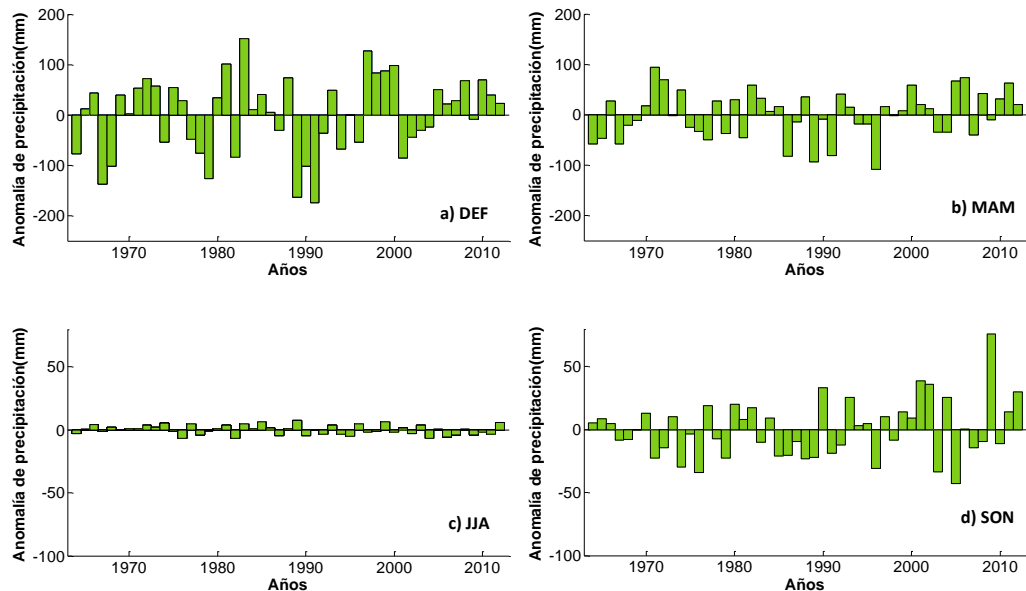 Anomalía de precipitación(mm)
200
100
0
-100
-200
a) DEF
1970 1980 1990 2000 2010
Años
Anomalía de precipitación(mm)
200
100
0
-100
-200
b) MAM
1970 1980 1990 2000 2010
Años
Anomalía de precipitación(mm)
50
0
-50
-100
c) JJA
1970 1980 1990 2000 2010
Años
Anomalía de precipitación(mm)
50
0
-50
-100
d) SON
1970 1980 1990 2000 2010
Años